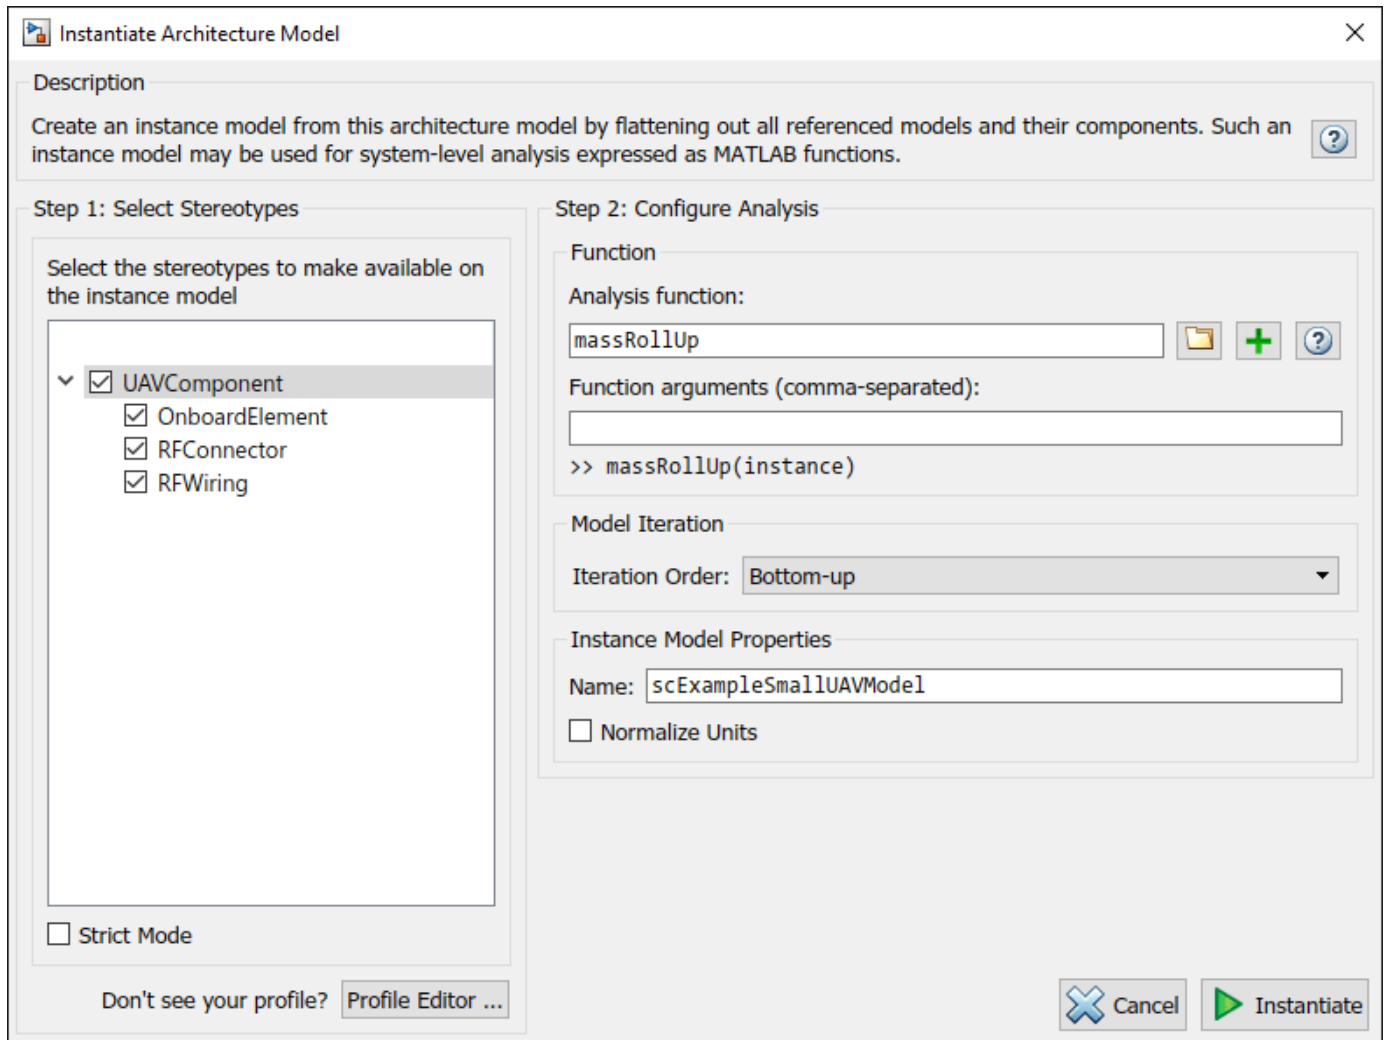 Instantiate Architecture Model
Description
Create an instance model from this architecture model by flattening out all referenced models and their components. Such an
instance model may be used for system-level analysis expressed as MATLAB functions.
Step 1: Select Stereotypes
Select the stereotypes to make available on
the instance model
UAVComponent
OnboardElement
RFConnector
RFWiring
Strict Mode
Don't see your profile? Profile Editor ...
Step 2: Configure Analysis
Function
Analysis function:
massRollUp
Function arguments (comma-separated):
>> massRollUp(instance)
Model Iteration
Iteration Order: Bottom-up
Instance Model Properties
Name: scExampleSmallUAVModel
Normalize Units
Cancel Instantiate